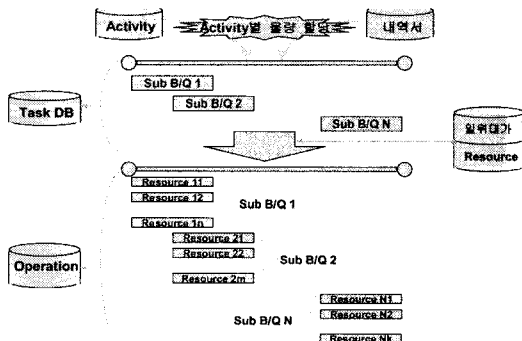 Activity
Activity별 물량 할당
내역서
Sub B/Q 1
Sub B/Q 2
Task DB
Sub B/Q N
일위대가
Resource
Resource 11
Resource 12
Sub B/Q 1
Resource 1n
Resource 21
Resource 22
Sub B/Q 2
Operation
Resource 2m
Resource N1
Resource N2
Sub B/Q N
Resource Nk